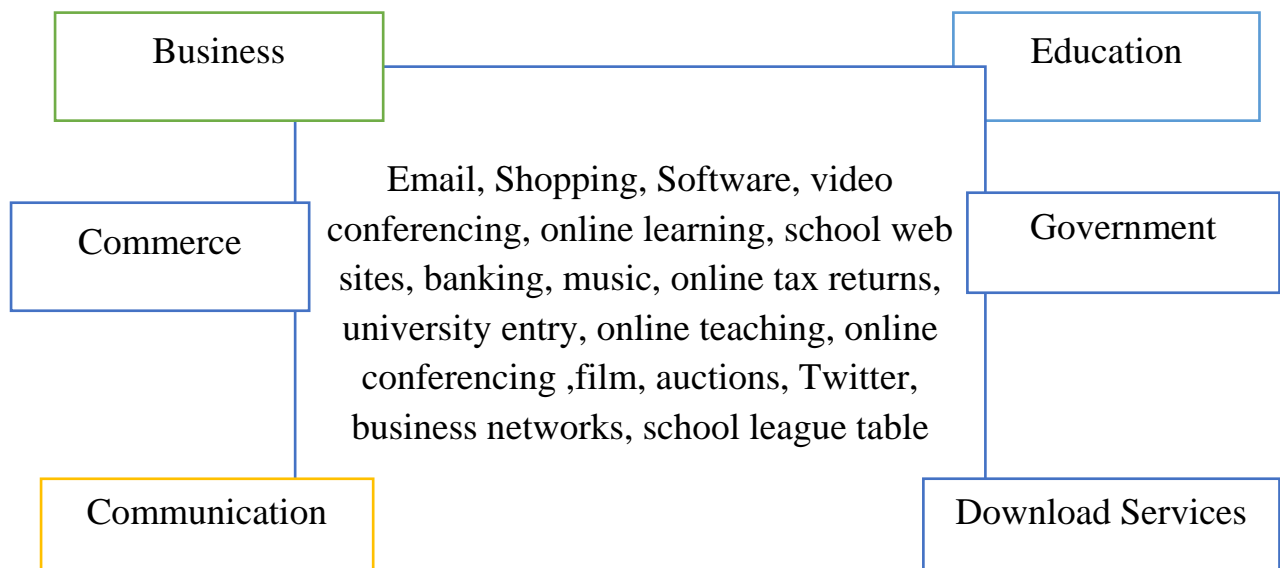 Business
Education
Email, Shopping, Software, video
conferencing, online learning, school web
sites, banking, music, online tax returns,
university entry, online teaching, online
conferencing ,film, auctions, Twitter,
business networks, school league table
Commerce
Government
Communication
Download Services